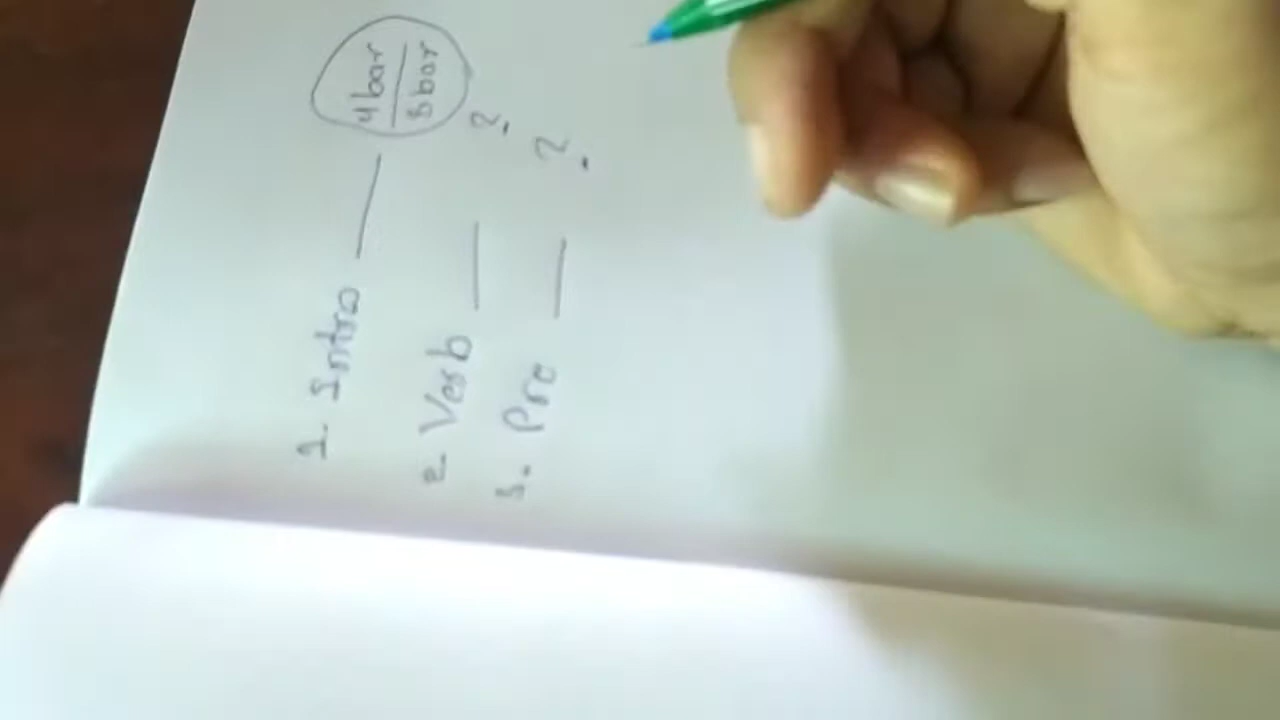 1. Intro — 4 bar / 8 bar
2. Verb — ?
3. Pre — ?